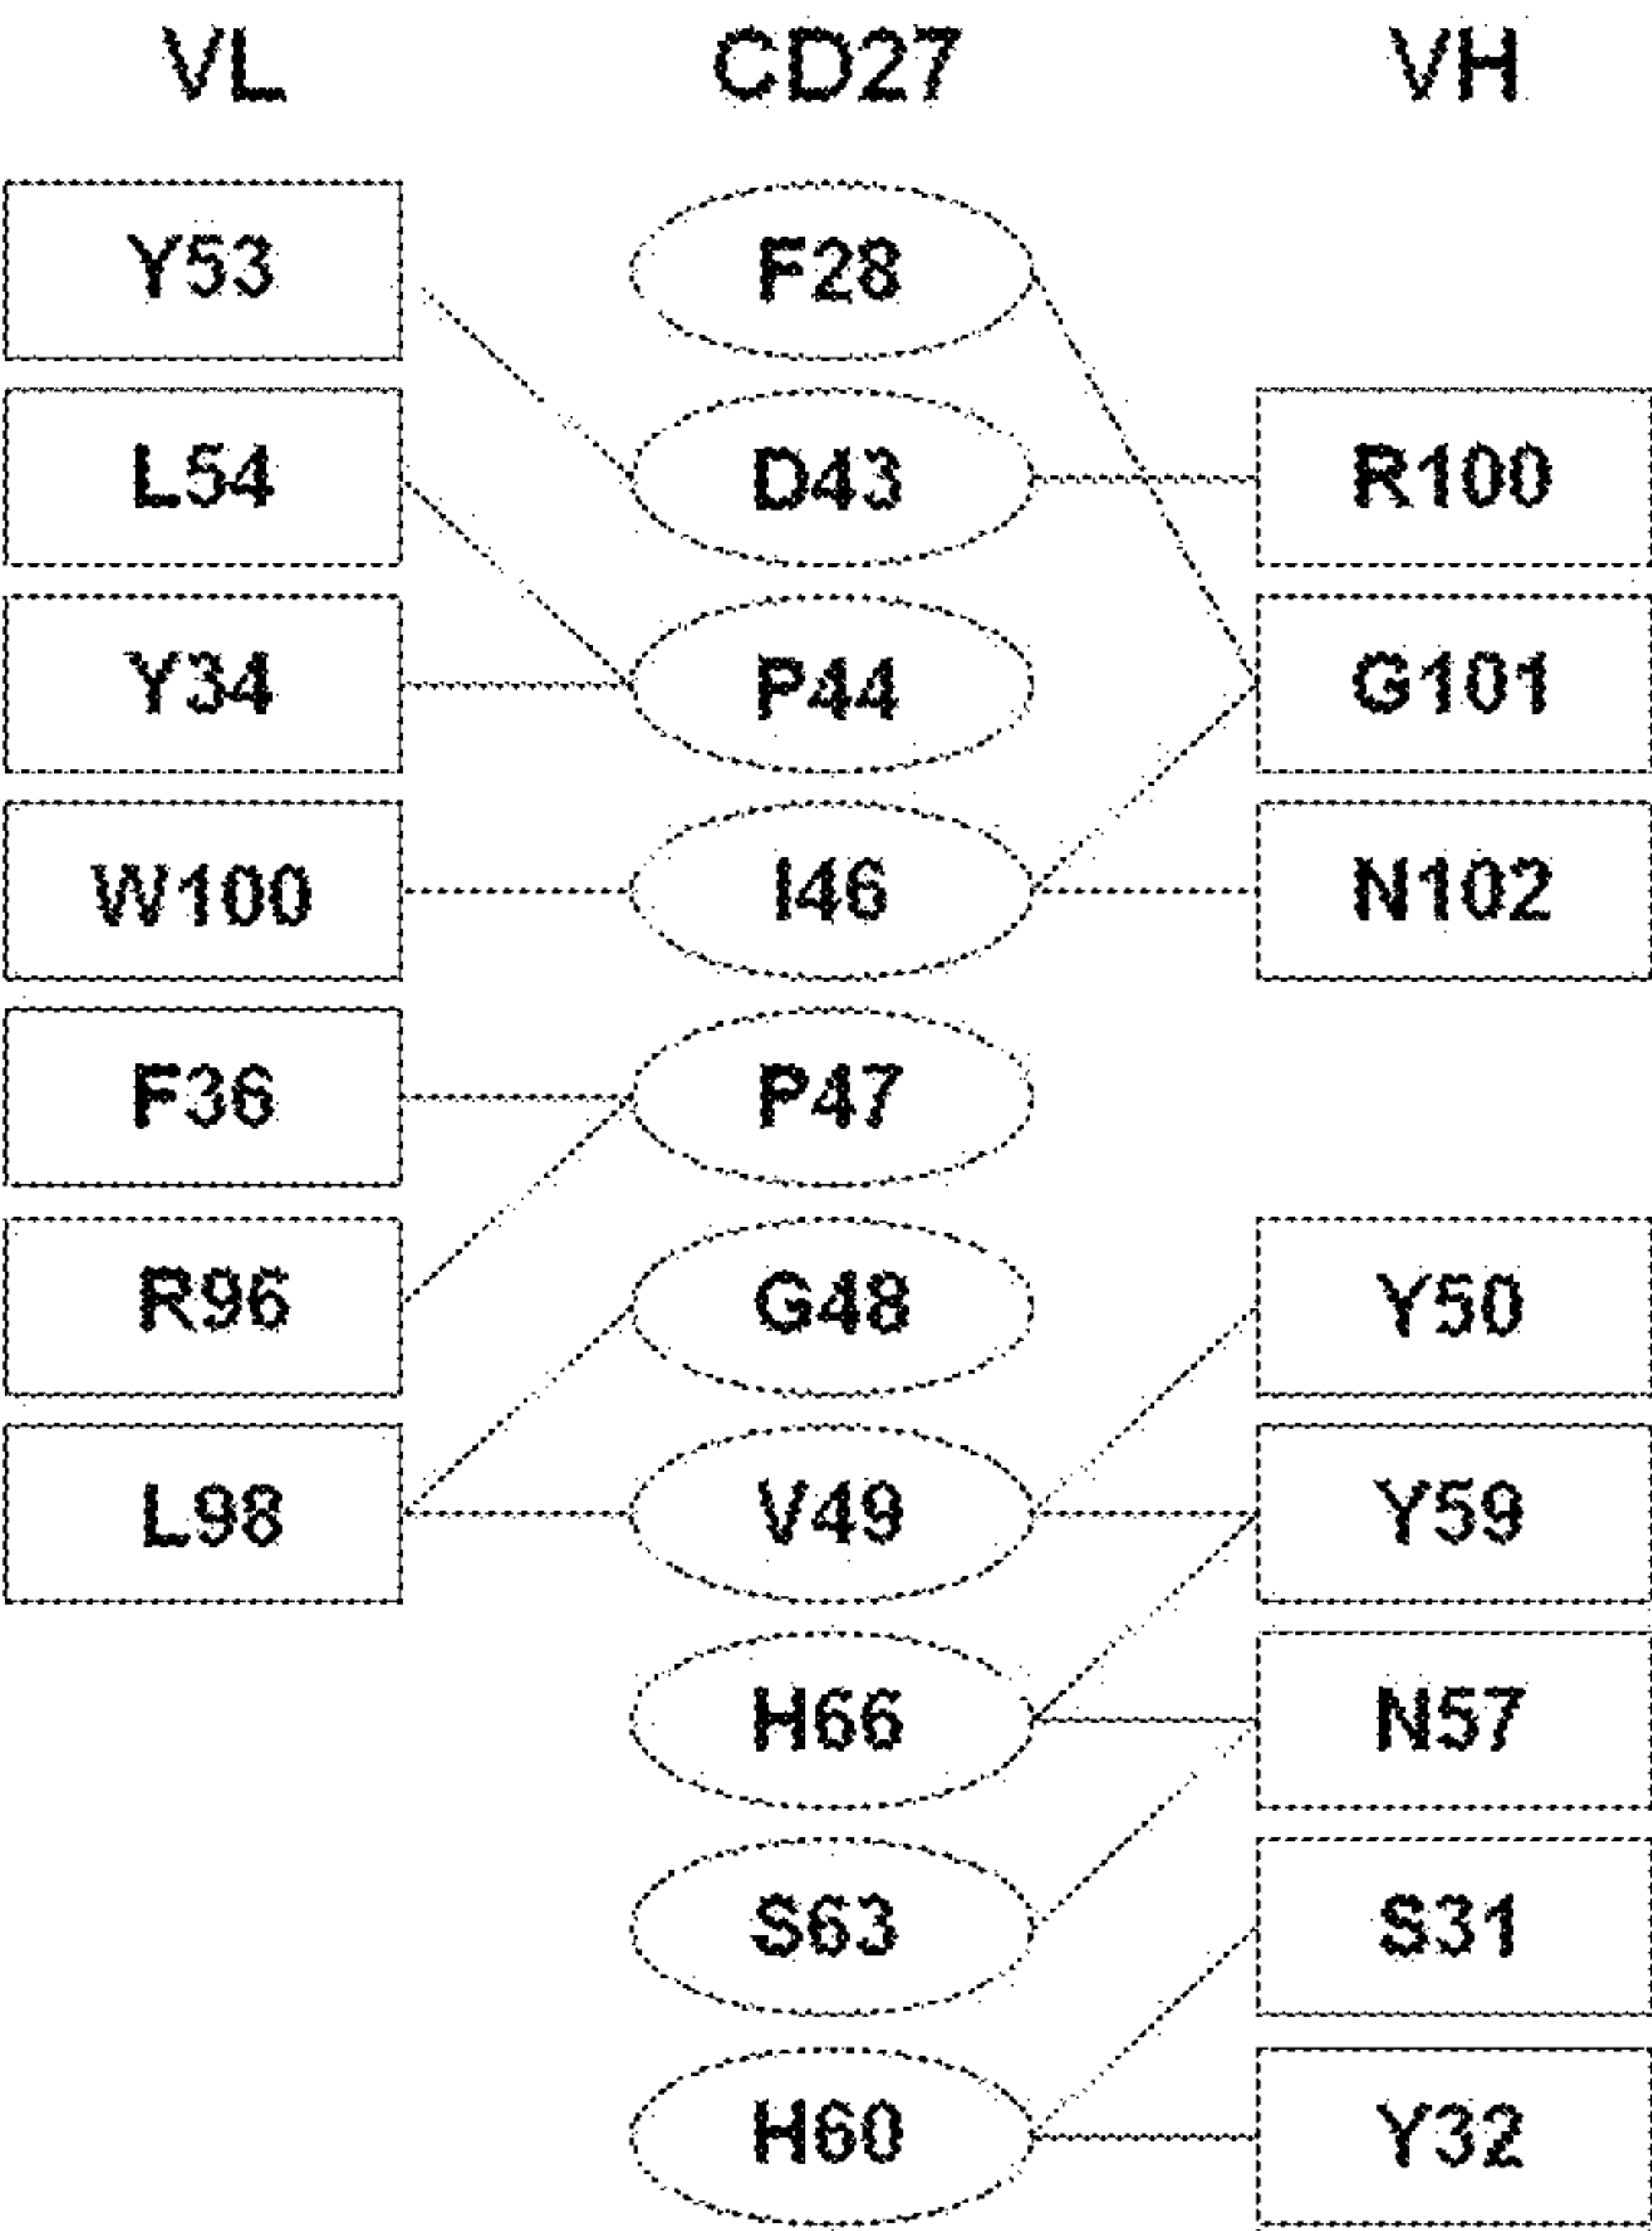 VL CD27 VH
Y53 F28
L54 D43 R100
Y34 P44 G101
W100 I46 N102
F36 P47
R96 G48 Y50
L98 V49 Y59
H66 N57
S63 S31
H60 Y32